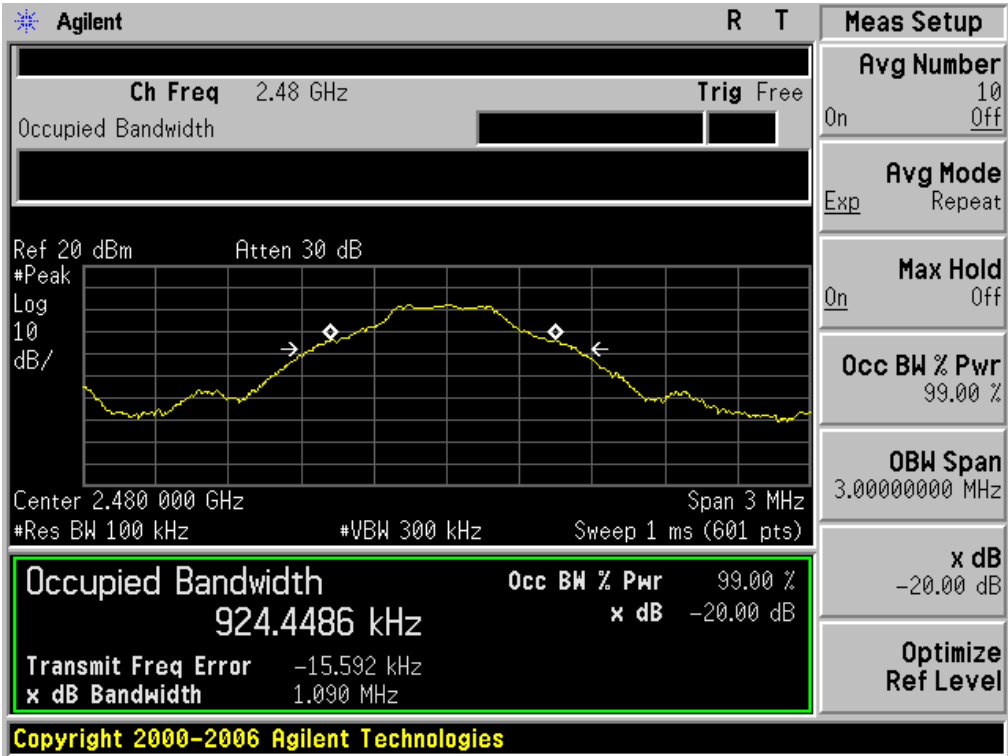 Agilent R T
Meas Setup
Ch Freq 2.48 GHz Trig Free
Occupied Bandwidth
Ref 20 dBm Atten 30 dB
#Peak
Log
10
dB/
Center 2.480 000 GHz Span 3 MHz
#Res BW 100 kHz #VBW 300 kHz Sweep 1 ms (601 pts)
Occupied Bandwidth
924.4486 kHz
Occ BW % Pwr 99.00 %
x dB -20.00 dB
Transmit Freq Error -15.592 kHz
x dB Bandwidth 1.090 MHz
Avg Number
10
On Off
Avg Mode
Exp Repeat
Max Hold
On Off
Occ BW % Pwr
99.00 %
OBW Span
3.00000000 MHz
x dB
-20.00 dB
Optimize
Ref Level
Copyright 2000-2006 Agilent Technologies